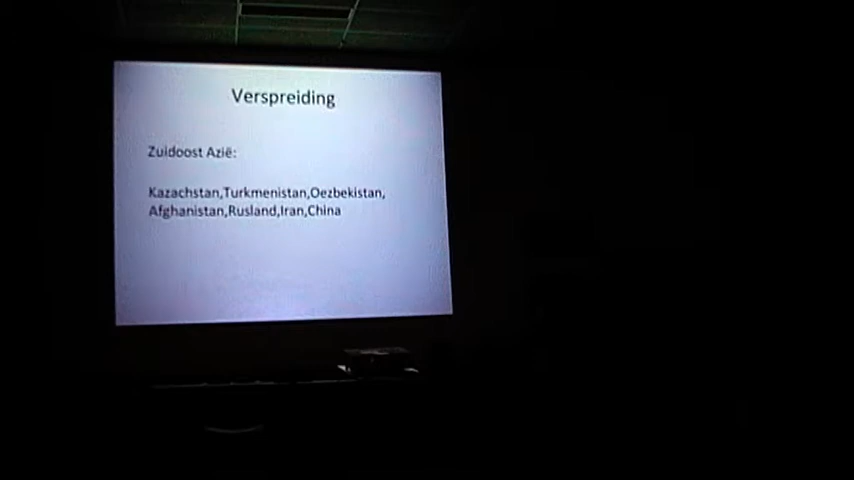 Verspreiding
Zuidoost Azië:
Kazachstan,Turkmenistan,Oezbekistan,
Afghanistan,Rusland,Iran,China